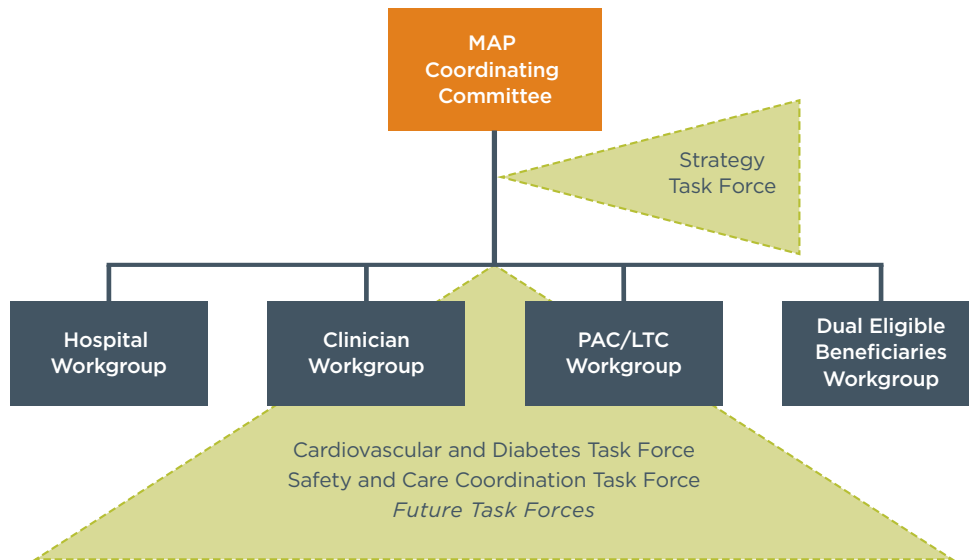 MAP
Coordinating
Committee
Strategy
Task Force
Hospital
Workgroup
Clinician
Workgroup
PAC/LTC
Workgroup
Dual Eligible
Beneficiaries
Workgroup
Cardiovascular and Diabetes Task Force
Safety and Care Coordination Task Force
Future Task Forces